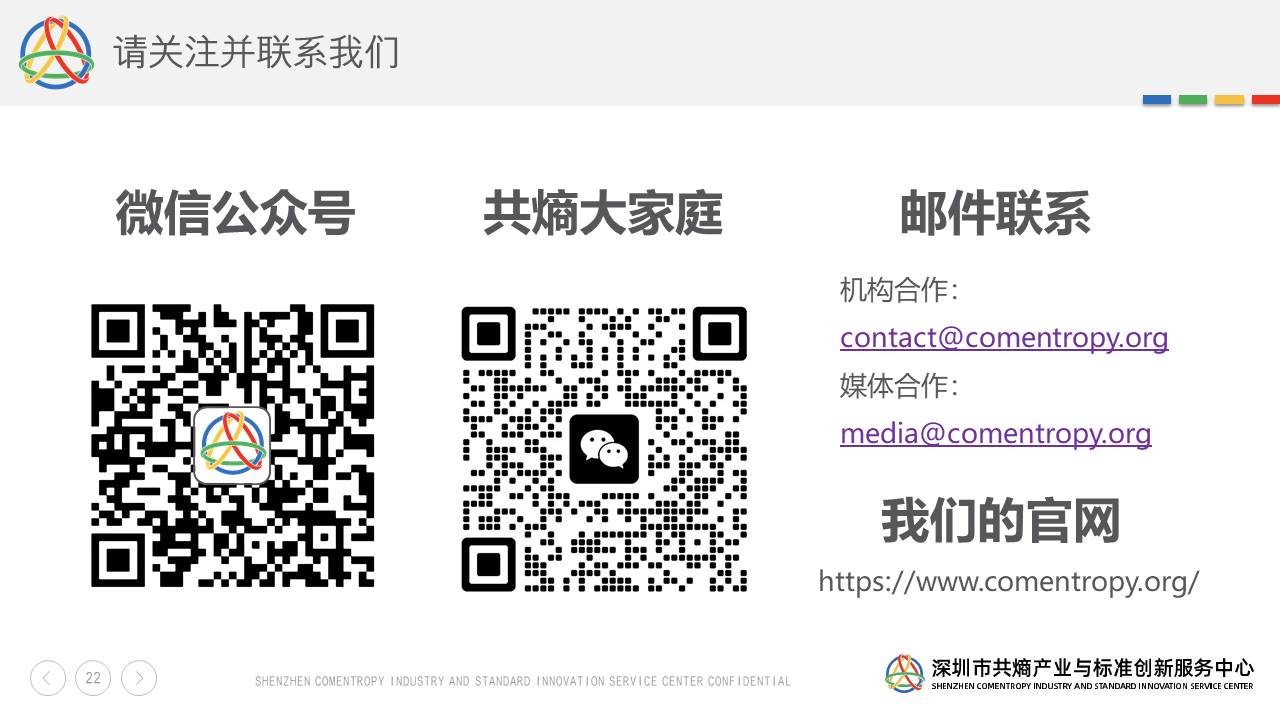 请关注并联系我们
微信公众号
共熵大家庭
邮件联系
机构合作：
contact@comentropy.org
媒体合作：
media@comentropy.org
我们的官网
https://www.comentropy.org/
22
SHENZHEN COMENTROPY INDUSTRY AND STANDARD INNOVATION SERVICE CENTER CONFIDENTIAL
深圳市共熵产业与标准创新服务中心
SHENZHEN COMENTROPY INDUSTRY AND STANDARD INNOVATION SERVICE CENTER